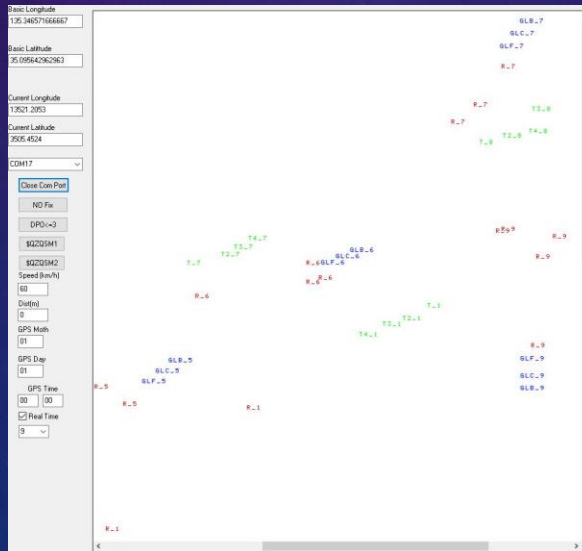 Basic Longitude
135.346571666667
Basic Latitude
35.095642962963
Current Longitude
13521.2053
Current Latitude
3505.4524
COM17
Close Com Port
NO Fix
DPO<=3
$QZQSM1
$QZQSM2
Speed (km/h)
60
Dist(m)
0
GPS Moth
01
GPS Day
01
GPS Time
00 00
Real Time
9
GLB_7
GLC_7
GLF_7
R_7
R_7
T3_8
R_7
T4_8
T2_8
T_8
R_9
R_9
R_9
T4_7
T3_7
T2_7
T_7
GLB_6
GLC_6
R_6
GLF_6
R_9
R_6
R_6
R_6
T_1
T2_1
T3_1
T4_1
R_9
GLB_5
GLC_5
GLF_5
GLF_9
GLC_9
GLB_9
R_5
R_5
R_1
R_1